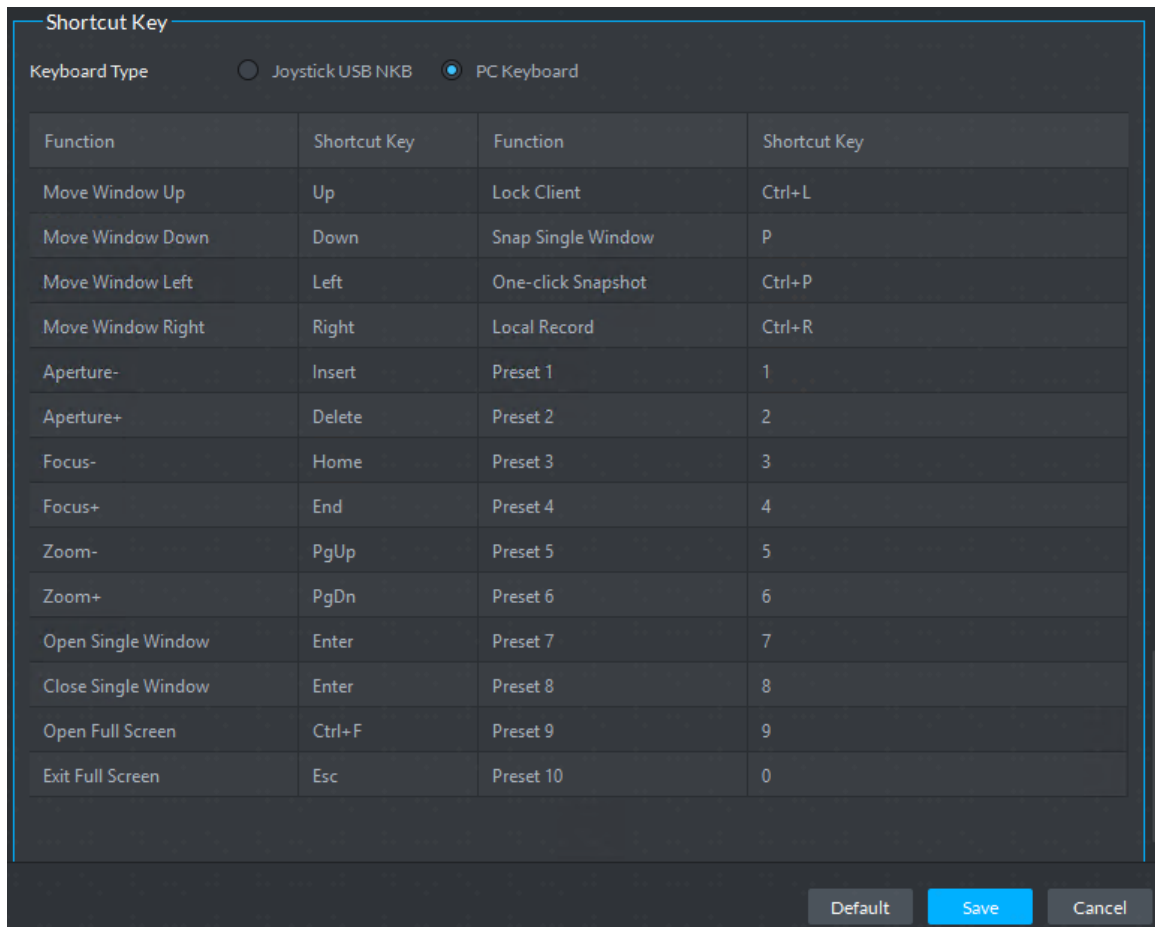 Shortcut Key
Keyboard Type Joystick USB NKB PC Keyboard
Function Shortcut Key Function Shortcut Key
Move Window Up Up Lock Client Ctrl+L
Move Window Down Down Snap Single Window P
Move Window Left Left One-click Snapshot Ctrl+P
Move Window Right Right Local Record Ctrl+R
Aperture- Insert Preset 1 1
Aperture+ Delete Preset 2 2
Focus- Home Preset 3 3
Focus+ End Preset 4 4
Zoom- PgUp Preset 5 5
Zoom+ PgDn Preset 6 6
Open Single Window Enter Preset 7 7
Close Single Window Enter Preset 8 8
Open Full Screen Ctrl+F Preset 9 9
Exit Full Screen Esc Preset 10 0
Default Save Cancel